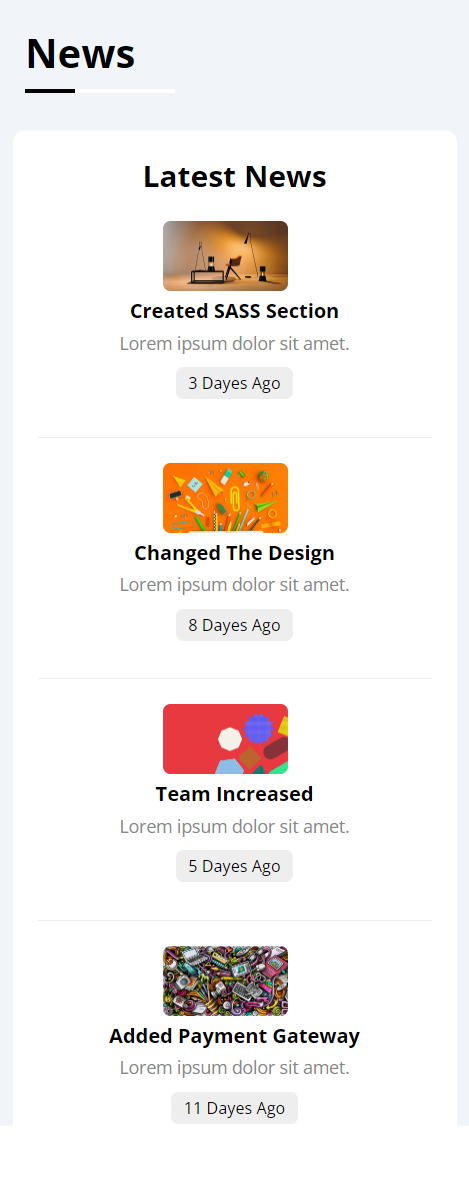 News
Latest News
Created SASS Section
Lorem ipsum dolor sit amet.
3 Dayes Ago
Changed The Design
Lorem ipsum dolor sit amet.
8 Dayes Ago
Team Increased
Lorem ipsum dolor sit amet.
5 Dayes Ago
Added Payment Gateway
Lorem ipsum dolor sit amet.
11 Dayes Ago